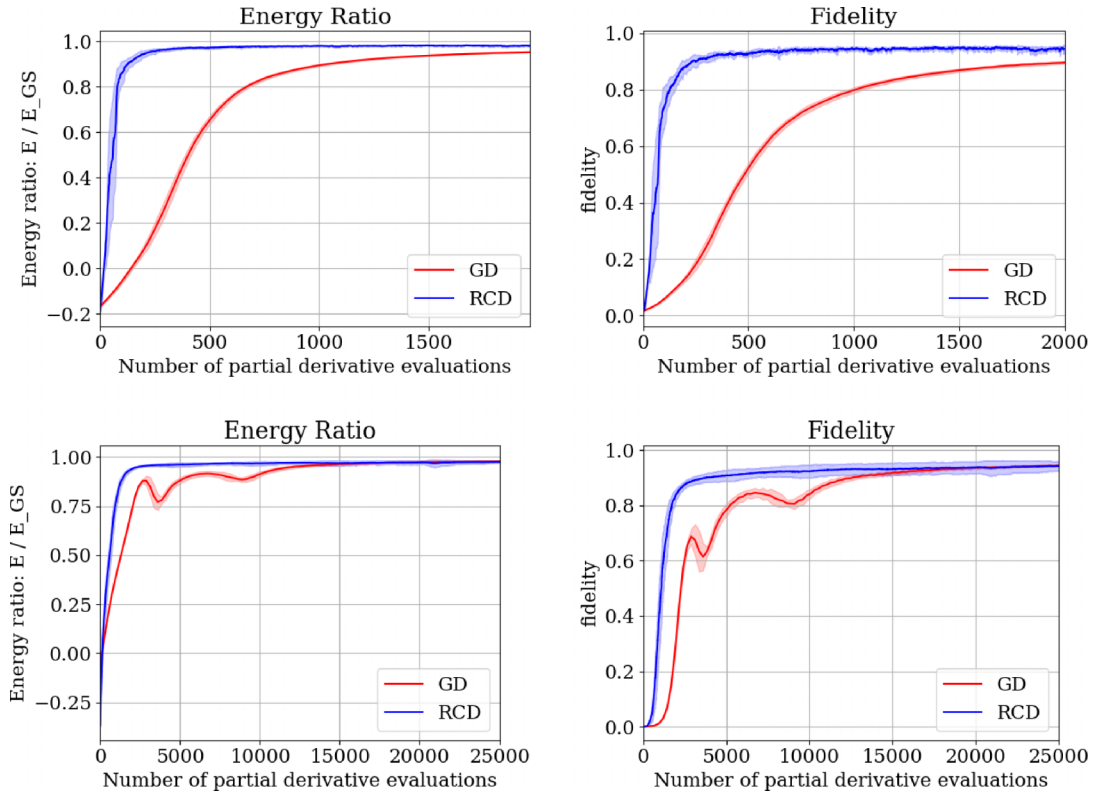 Energy Ratio
Energy ratio: E / E_GS
1.0
0.8
0.6
0.4
0.2
0.0
−0.2
GD
RCD
0 500 1000 1500
Number of partial derivative evaluations
Fidelity
fidelity
1.0
0.8
0.6
0.4
0.2
0.0
GD
RCD
0 500 1000 1500 2000
Number of partial derivative evaluations
Energy Ratio
Energy ratio: E / E_GS
1.00
0.75
0.50
0.25
0.00
−0.25
GD
RCD
0 5000 10000 15000 20000 25000
Number of partial derivative evaluations
Fidelity
fidelity
1.0
0.8
0.6
0.4
0.2
0.0
GD
RCD
0 5000 10000 15000 20000 25000
Number of partial derivative evaluations